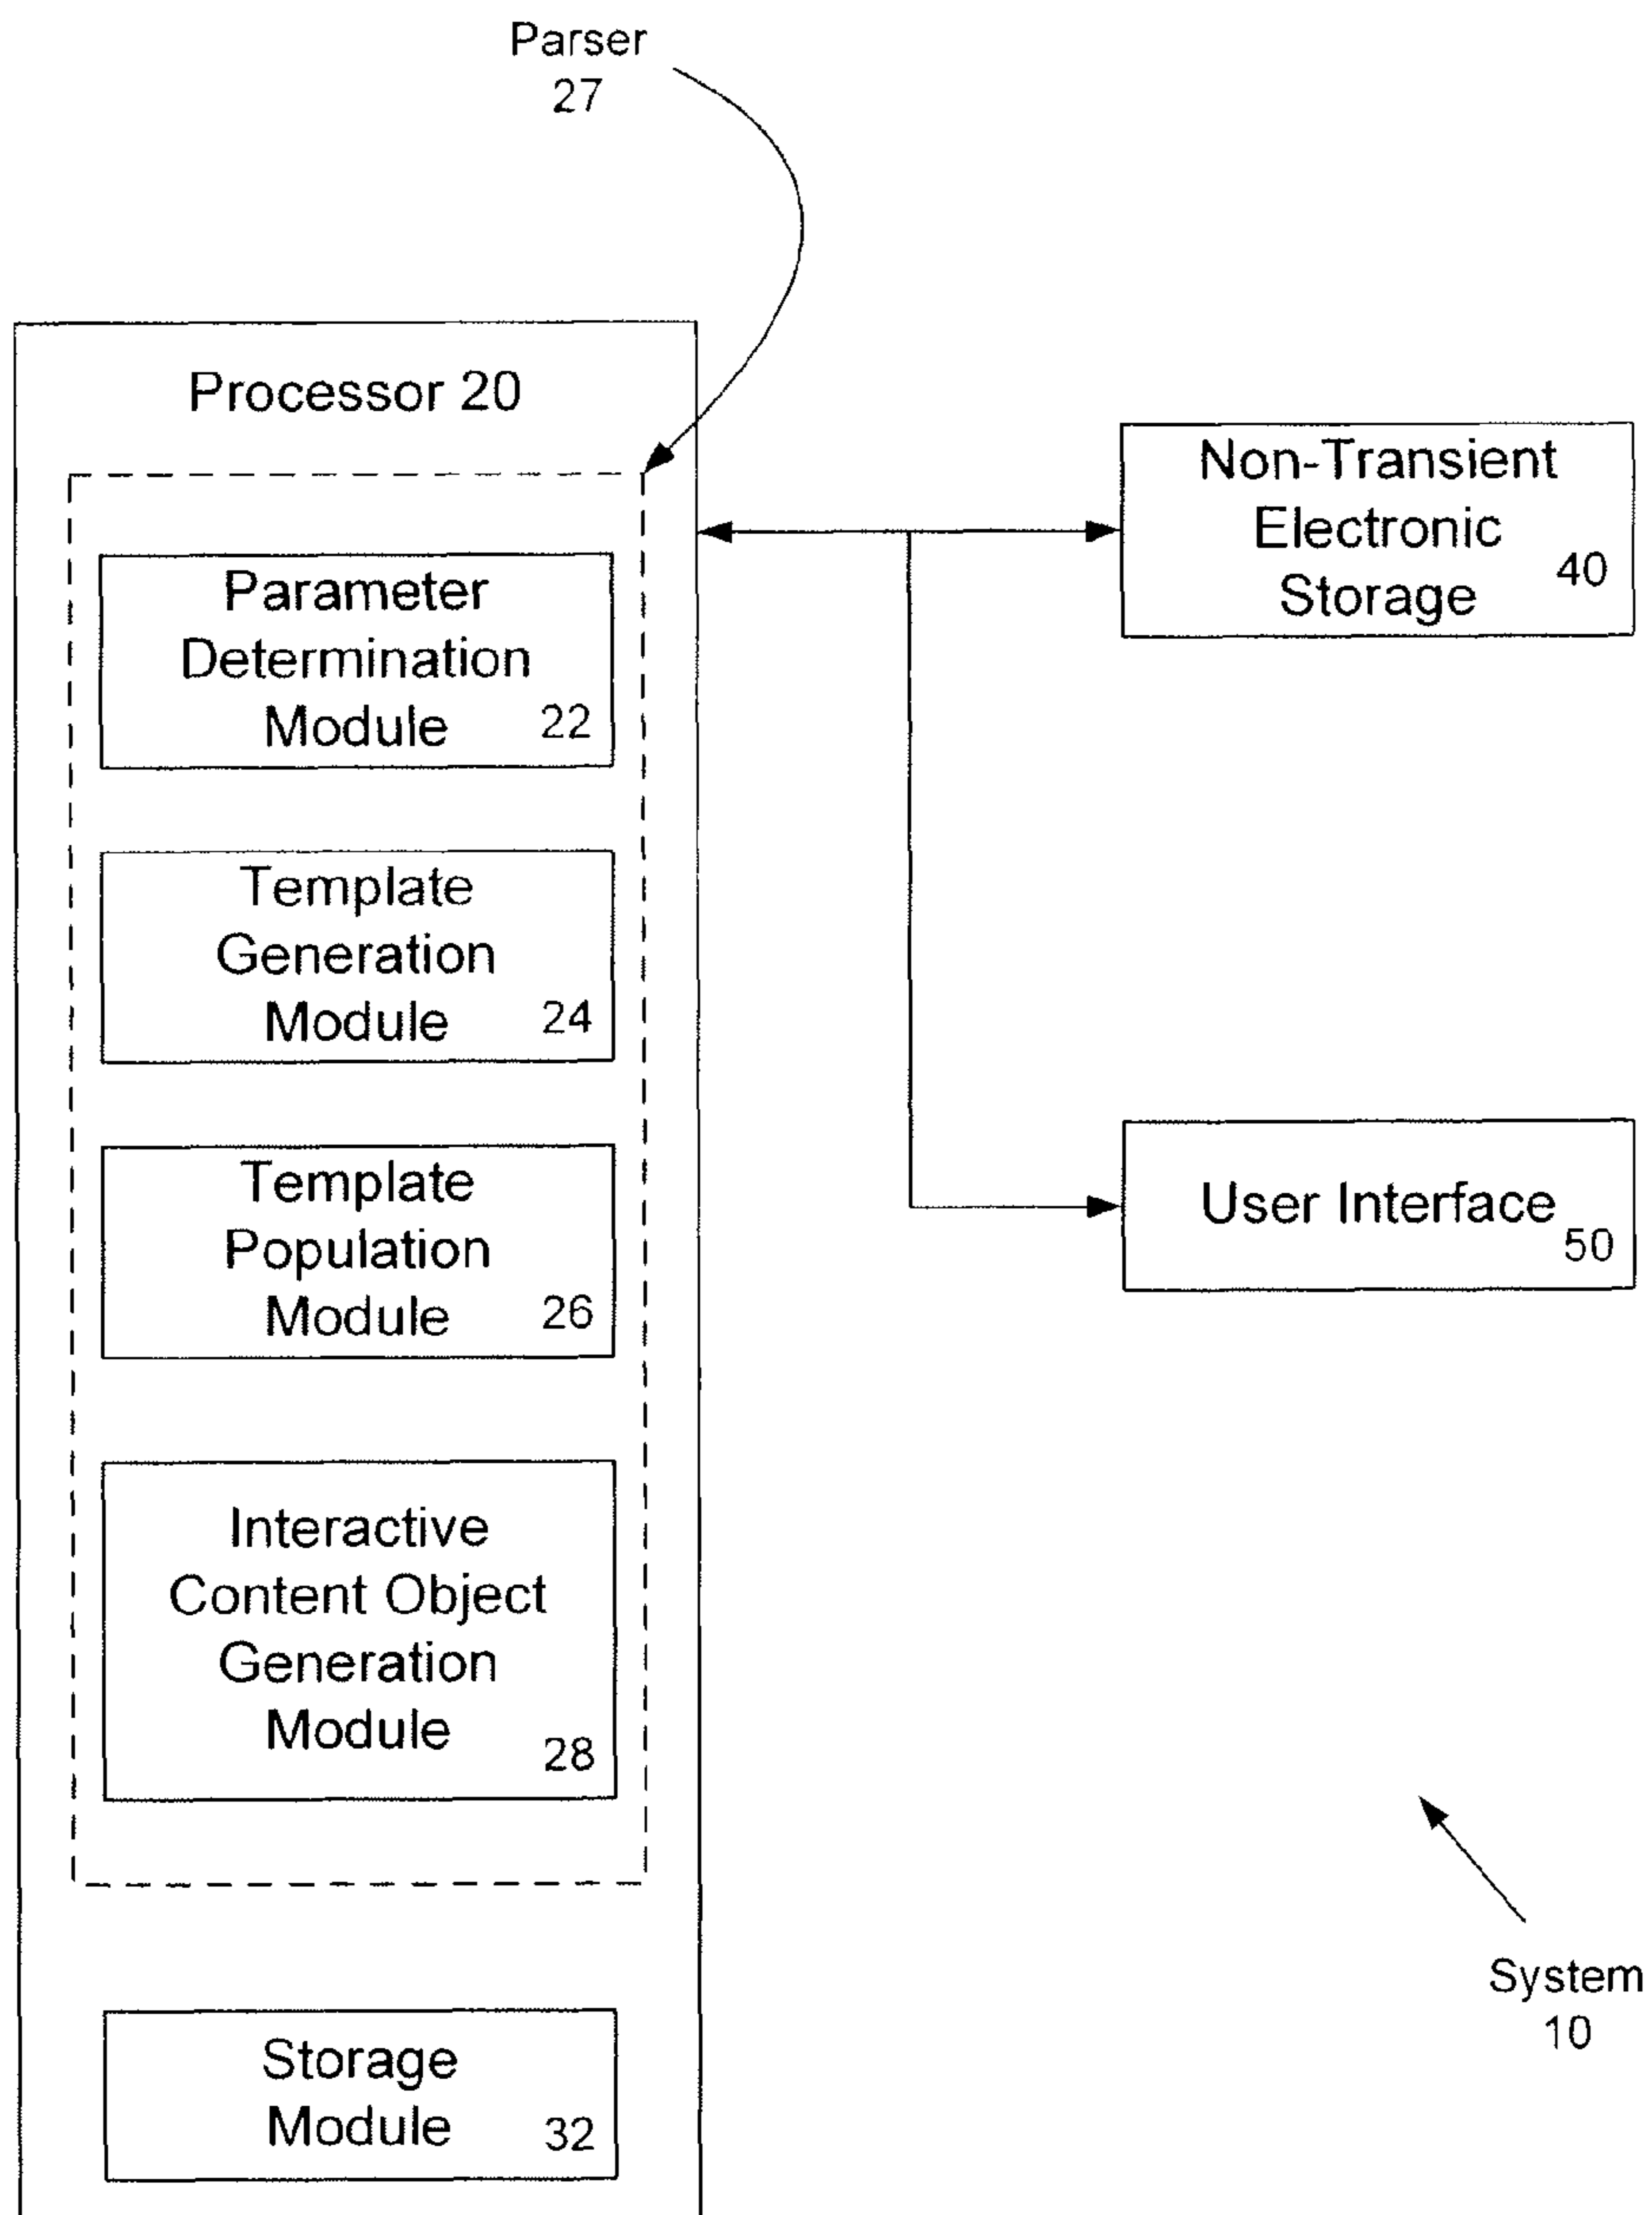 Parser
27
Processor 20
Parameter
Determination
Module 22
Template
Generation
Module 24
Template
Population
Module 26
Interactive
Content Object
Generation
Module
28
Storage
Module 32
Non-Transient
Electronic
Storage 40
User Interface
50
System
10